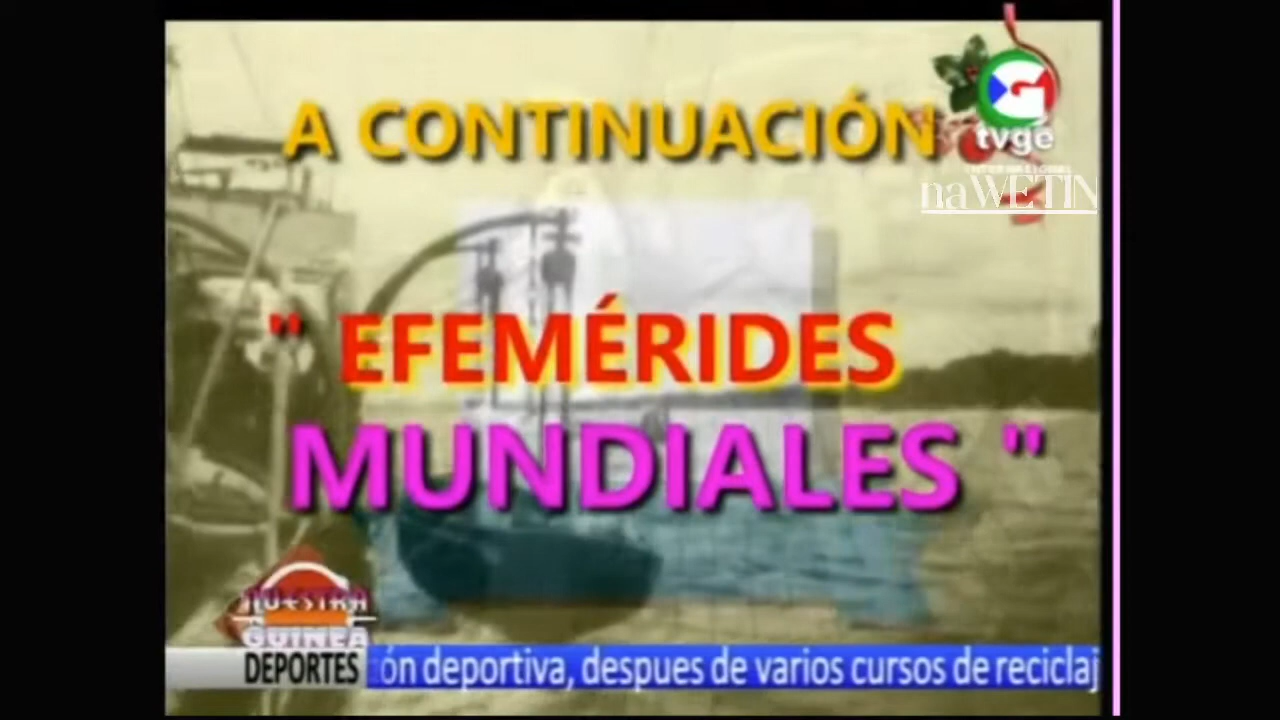 A CONTINUACIÓN
tvge
naWETIN
" EFEMÉRIDES
MUNDIALES "
NUESTRA
GUINEA
DEPORTES
ón deportiva, despues de varios cursos de reciclaj